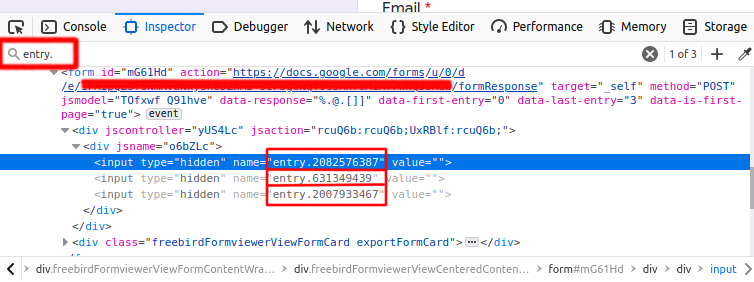 Email *
Console Inspector Debugger Network Style Editor Performance Memory
entry. 1 of 3
<form id="mG61Hd" action="https://docs.google.com/forms/u/0/d
/e/ /formResponse" target="_self" method="POST"
jsmodel="TOfxwf Q91hve" data-response="%.@.[]]" data-first-entry="0" data-last-entry="3" data-is-first-
page="true"> event
<div jscontroller="yUS4Lc" jsaction="rcuQ6b:rcuQ6b;UxRBlf:rcuQ6b;">
<div jsname="o6bZLc">
<input type="hidden" name="entry.2082576387" value="">
<input type="hidden" name="entry.631349439" value="">
<input type="hidden" name="entry.2007933467" value="">
</div>
</div>
<div class="freebirdFormviewerViewFormCard exportFormCard"> </div>
div.freebirdFormviewerViewFormContentWra… div.freebirdFormviewerViewCenteredConten… form#mG61Hd div div input